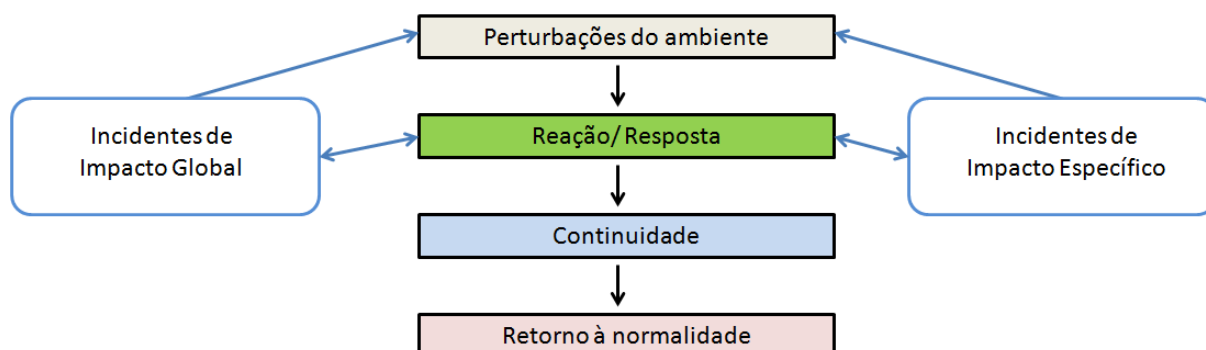 Perturbações do ambiente
Incidentes de
Impacto Global
Reação/ Resposta
Incidentes de
Impacto Específico
Continuidade
Retorno à normalidade